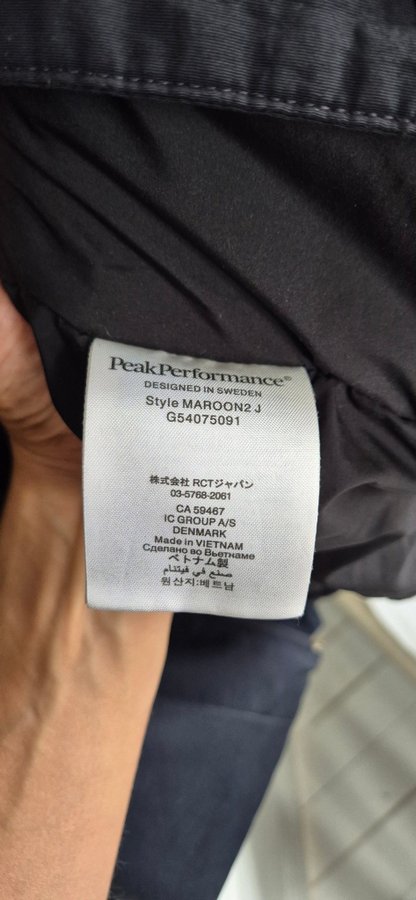 PeakPerformance®
DESIGNED IN SWEDEN
Style MAROON2 J
G54075091
株式会社 RCTジャパン
03-5768-2061
CA 59467
IC GROUP A/S
DENMARK
Made in VIETNAM
Сделано во Вьетнаме
ベトナム製
صنع في فيتنام
원산지:베트남